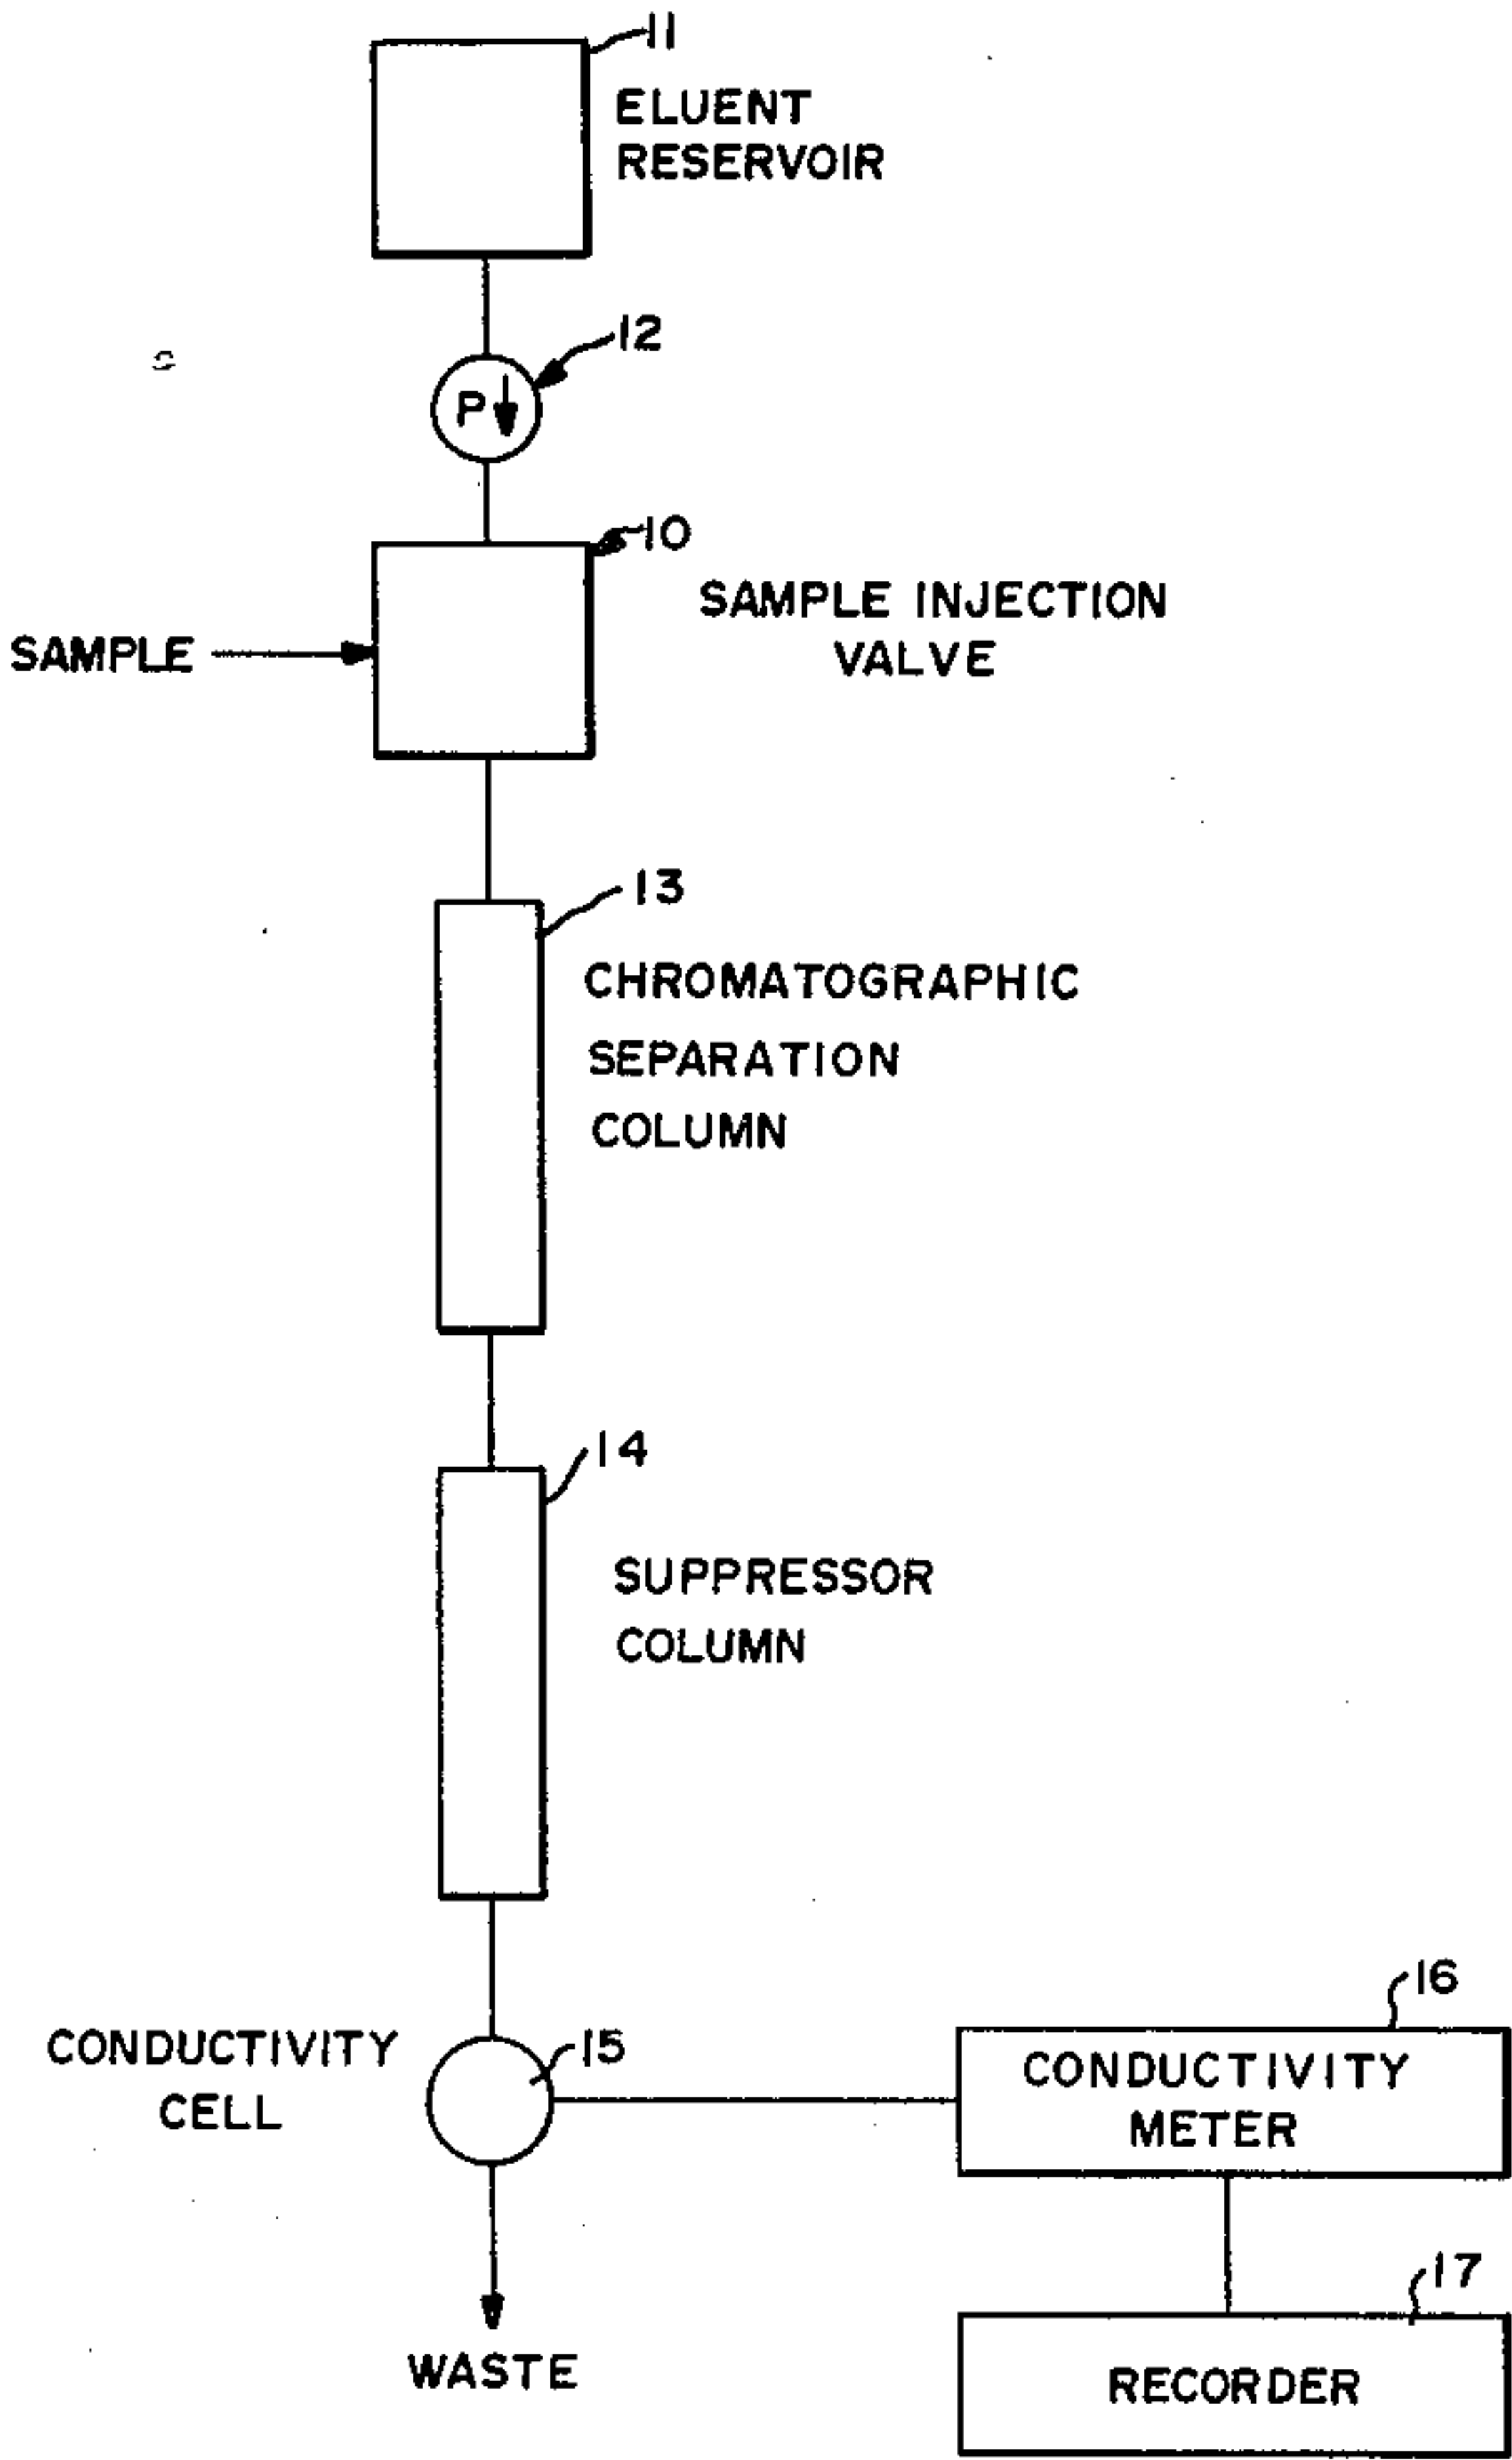 11
ELUENT
RESERVOIR
12
P
10
SAMPLE INJECTION
VALVE
SAMPLE
13
CHROMATOGRAPHIC
SEPARATION
COLUMN
14
SUPPRESSOR
COLUMN
CONDUCTIVITY
CELL
15
16
CONDUCTIVITY
METER
17
RECORDER
WASTE